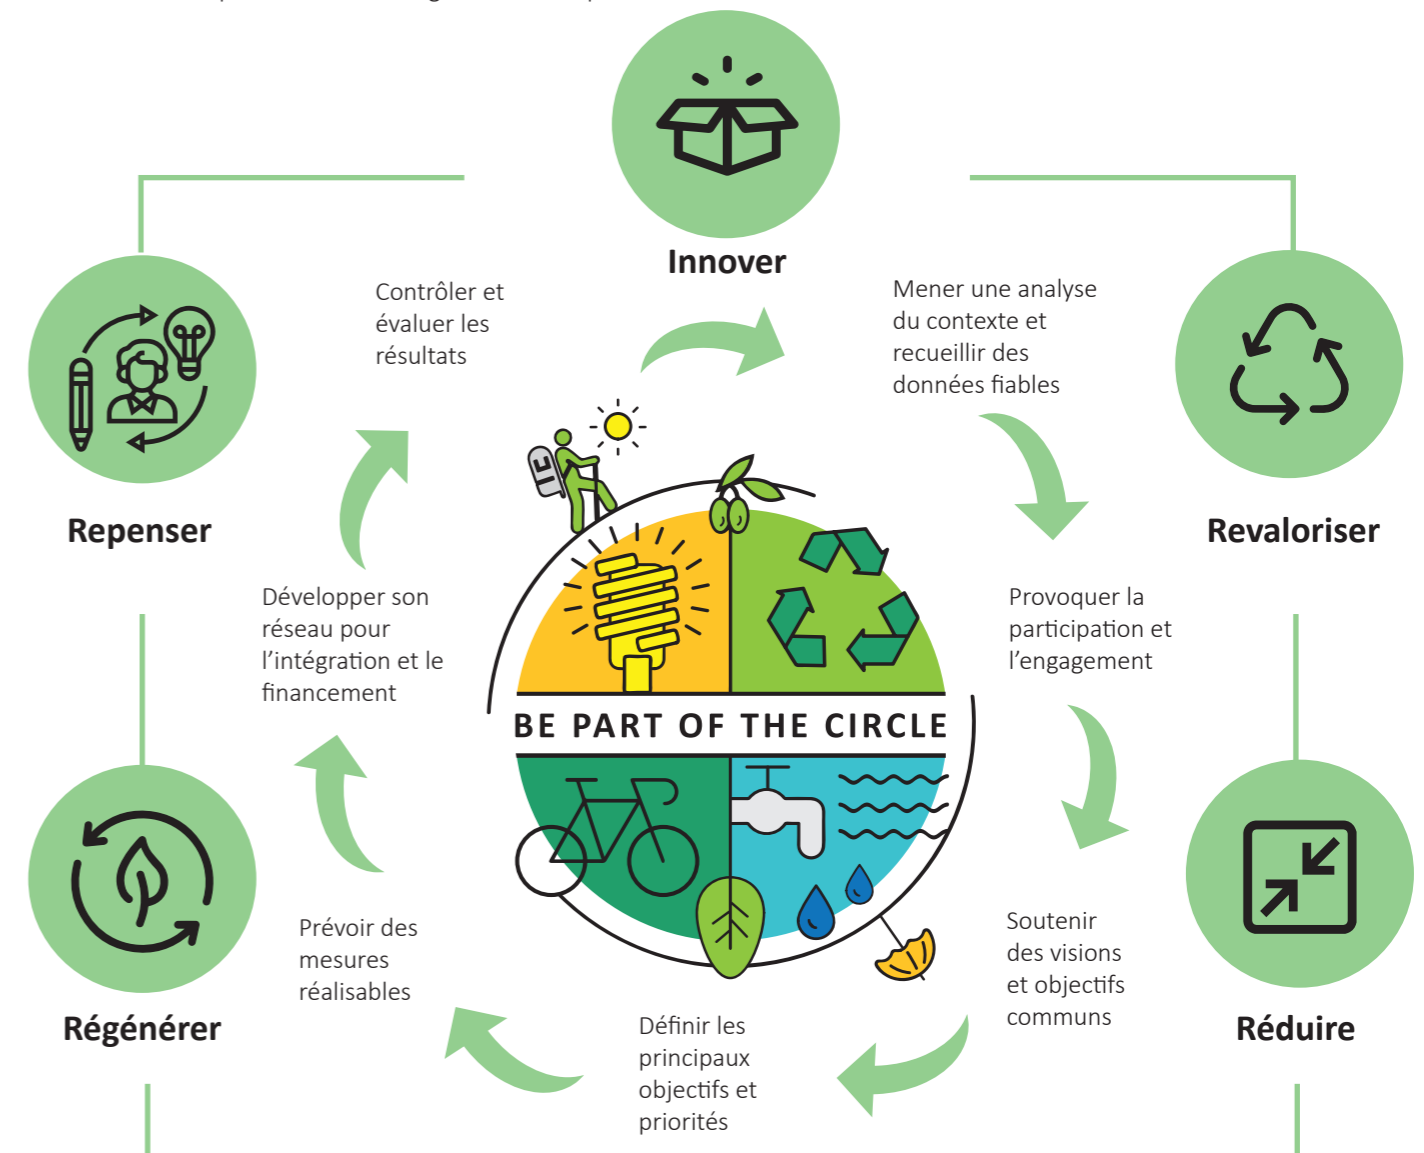 Innover
Contrôler et
évaluer les
résultats
Mener une analyse
du contexte et
recueillir des
données fiables
Repenser
Revaloriser
Développer son
réseau pour
l’intégration et le
financement
Provoquer la
participation et
l’engagement
BE PART OF THE CIRCLE
Prévoir des
mesures
réalisables
Soutenir
des visions
et objectifs
communs
Régénérer
Définir les
principaux
objectifs et
priorités
Réduire